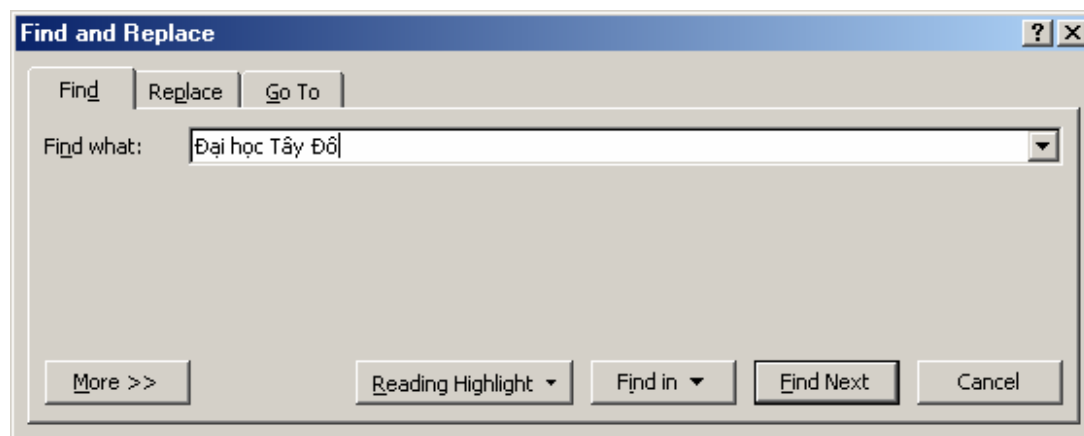 Find and Replace
Find Replace Go To
Find what: Đại học Tây Đô
More >> Reading Highlight Find in Find Next Cancel